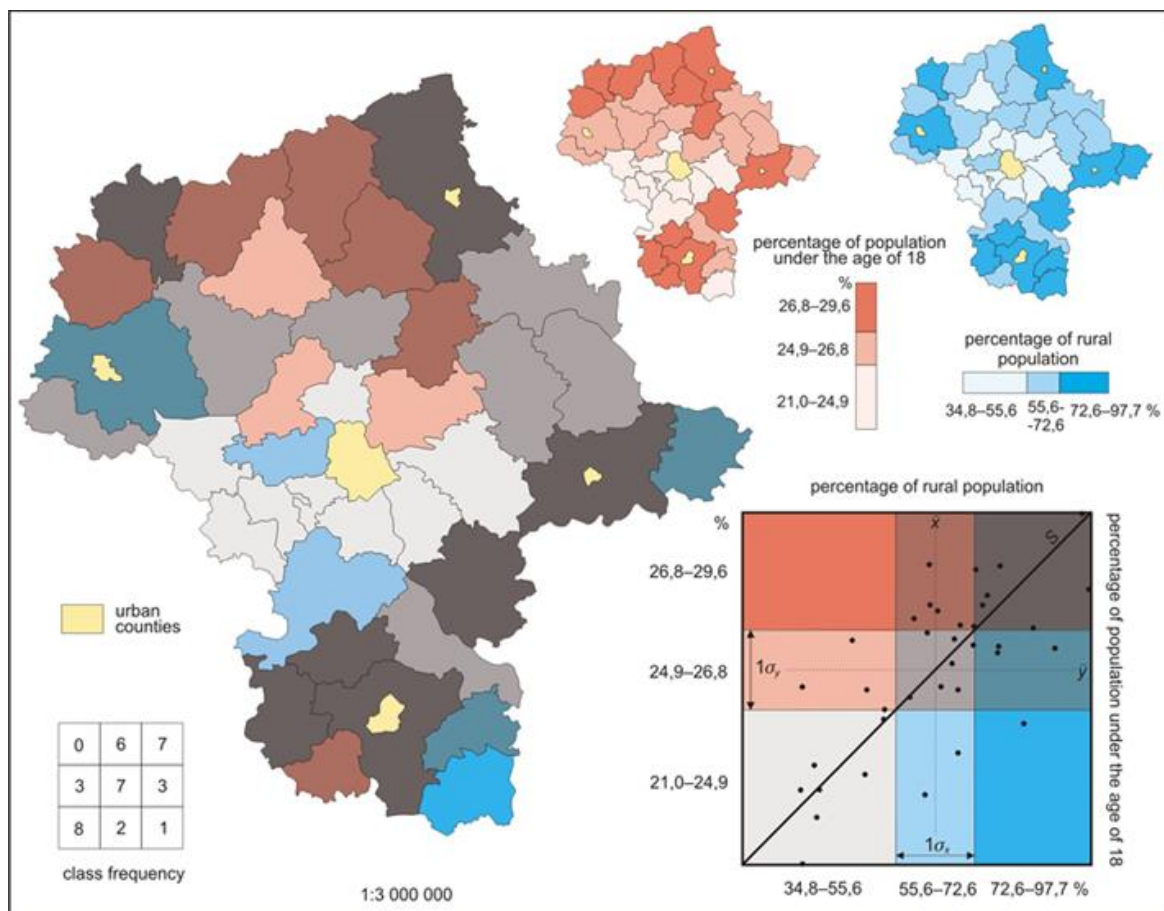 percentage of population
under the age of 18
%
26,8–29,6
24,9–26,8
21,0–24,9
percentage of rural
population
34,8–55,6
55,6-
-72,6
72,6–97,7 %
urban
counties
0 6 7
3 7 3
8 2 1
class frequency
1:3 000 000
percentage of rural population
%
26,8–29,6
24,9–26,8
21,0–24,9
x̄
S
1σy
ȳ
1σx
34,8–55,6
55,6–72,6
72,6–97,7 %
percentage of population under the age of 18